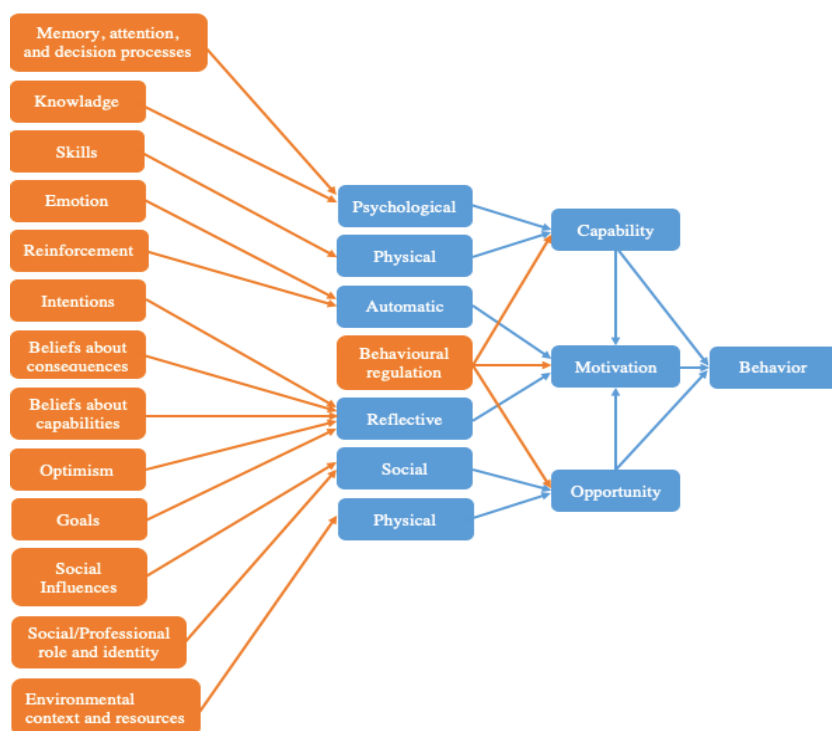 Memory, attention,
and decision processes
Knowladge
Skills
Emotion
Reinforcement
Intentions
Beliefs about
consequences
Beliefs about
capabilities
Optimism
Goals
Social
Influences
Social/Professional
role and identity
Environmental
context and resources
Psychological
Physical
Automatic
Behavioural
regulation
Reflective
Social
Physical
Capability
Motivation
Opportunity
Behavior